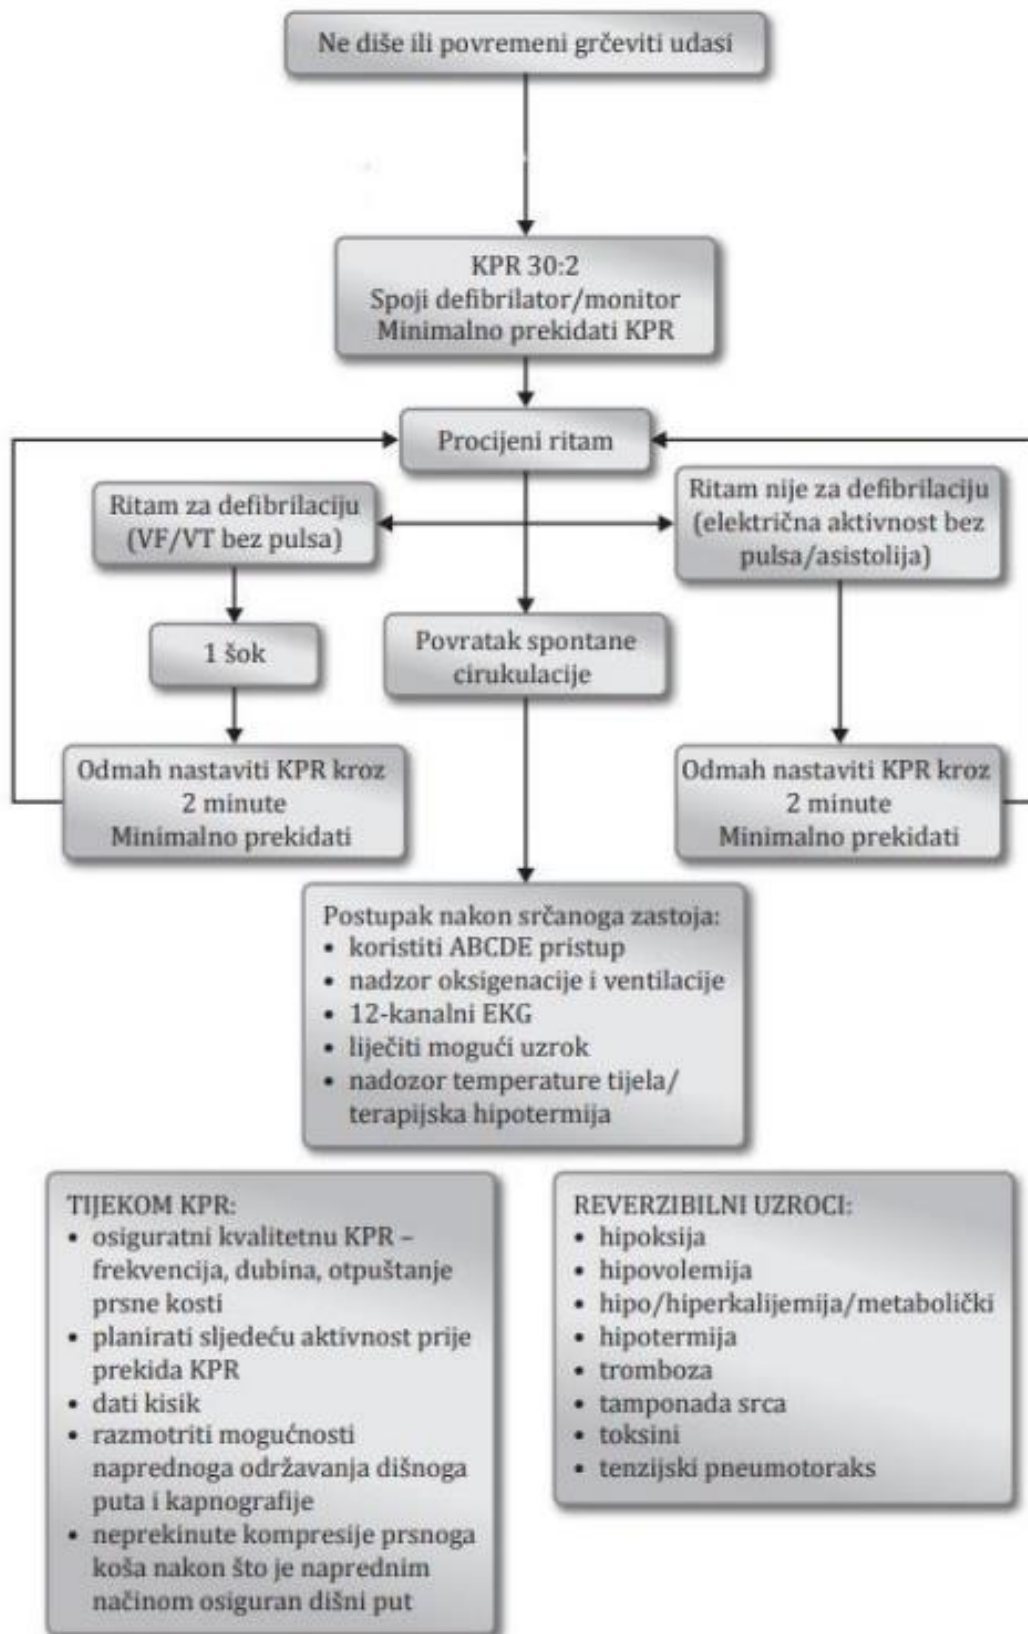 Ne diše ili povremeni grčeviti udasi
KPR 30:2
Spoji defibrilator/monitor
Minimalno prekidati KPR
Procijeni ritam
Ritam za defibrilaciju
(VF/VT bez pulsa)
Ritam nije za defibrilaciju
(električna aktivnost bez
pulsa/asistolija)
1 šok
Povratak spontane
cirukulacije
Odmah nastaviti KPR kroz
2 minute
Minimalno prekidati
Odmah nastaviti KPR kroz
2 minute
Minimalno prekidati
Postupak nakon srčanoga zastoja:
• koristiti ABCDE pristup
• nadzor oksigenacije i ventilacije
• 12-kanalni EKG
• liječiti mogući uzrok
• nadozor temperature tijela/
terapijska hipotermija
TIJEKOM KPR:
• osiguratni kvalitetnu KPR –
frekvencija, dubina, otpuštanje
prsne kosti
• planirati sljedeću aktivnost prije
prekida KPR
• dati kisik
• razmotriti mogućnosti
naprednoga održavanja dišnoga
puta i kapnografije
• neprekinute kompresije prsnoga
koša nakon što je naprednim
načinom osiguran dišni put
REVERZIBILNI UZROCI:
• hipoksija
• hipovolemija
• hipo/hiperkalijemija/metabolički
• hipotermija
• tromboza
• tamponada srca
• toksini
• tenzijski pneumotoraks